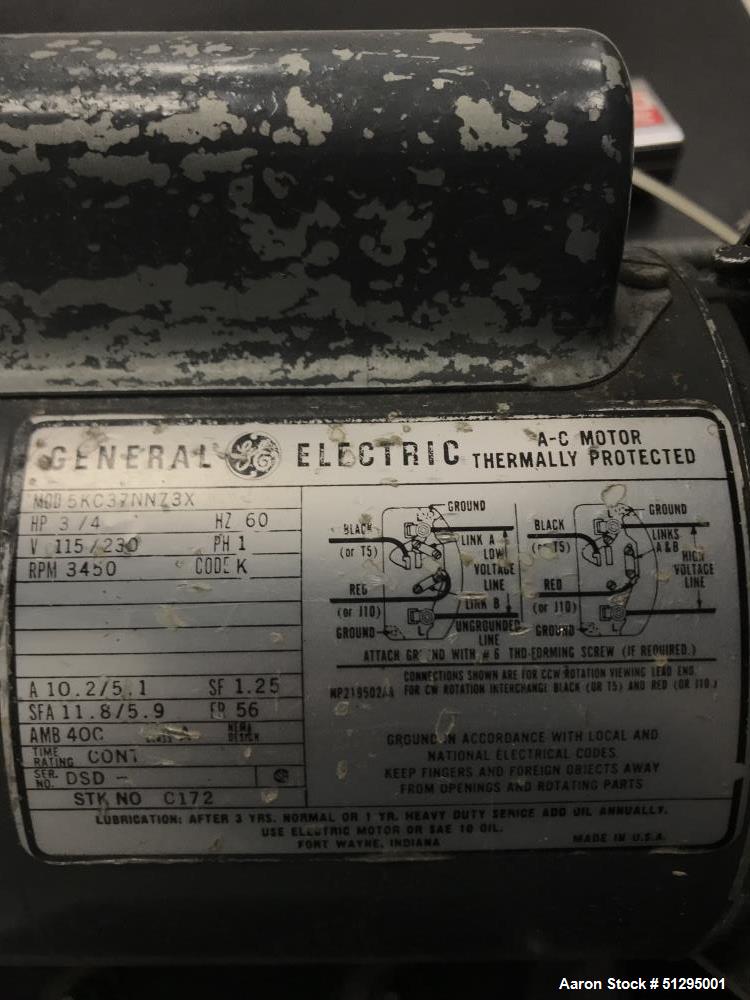 GENERAL GE ELECTRIC
A-C MOTOR
THERMALLY PROTECTED
MOD 5KC37NNZ3X
HP 3/4 HZ 60
V 115/230 PH 1
RPM 3450 CODE K
A 10.2/5.1 SF 1.25
SFA 11.8/5.9 FR 56
AMB 40C NEMA DESIGN
TIME RATING CONT
SER. NO. DSD -
STK NO C172
GROUND
BLACK
(or T5)
LINK A
LOW VOLTAGE LINE
RED
(or J10)
LINK B
GROUND
L
UNGROUNDED LINE
GROUND
BLACK
T5)
LINKS A&B
HIGH VOLTAGE LINE
RED
(or J10)
GROUND
L
ATTACH GR ND WITH #6 THD-FORMING SCREW (IF REQUIRED.)
CONNECTIONS SHOWN ARE FOR CCW ROTATION VIEWING LEAD END.
FOR CW ROTATION INTERCHANGE BLACK (OR T5) AND RED (OR J10.)
GROUND IN ACCORDANCE WITH LOCAL AND
NATIONAL ELECTRICAL CODES.
KEEP FINGERS AND FOREIGN OBJECTS AWAY
FROM OPENINGS AND ROTATING PARTS
LUBRICATION: AFTER 3 YRS. NORMAL OR 1 YR. HEAVY DUTY SERVICE ADD OIL ANNUALLY.
USE ELECTRIC MOTOR OR SAE 10 OIL.
FORT WAYNE, INDIANA MADE IN U.S.A.
Aaron Stock # 51295001